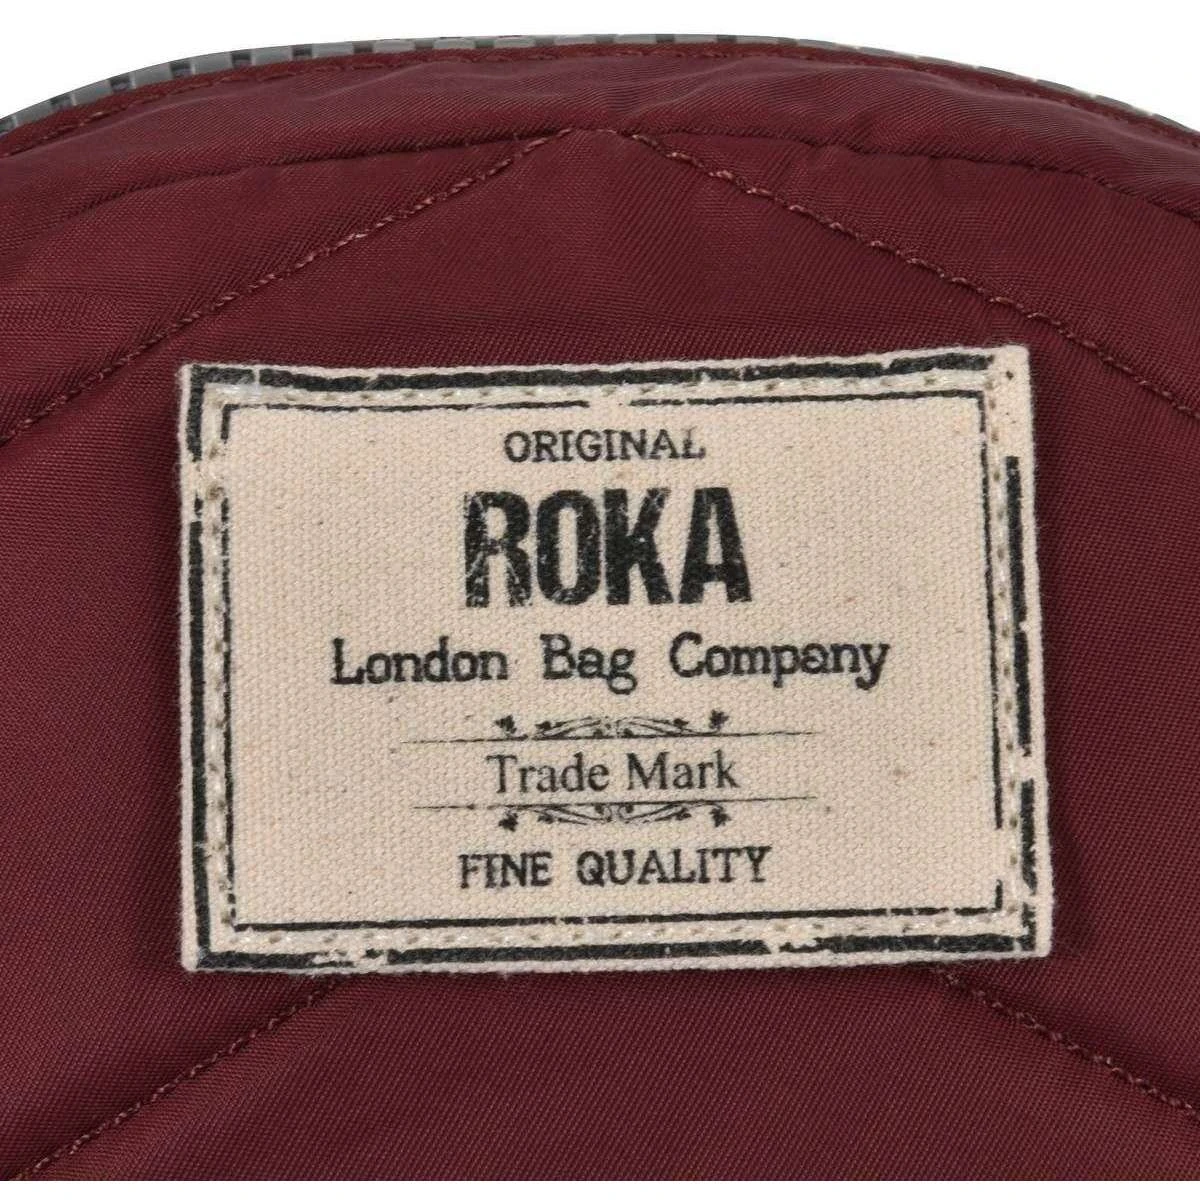 ORIGINAL
ROKA
London Bag Company
Trade Mark
FINE QUALITY